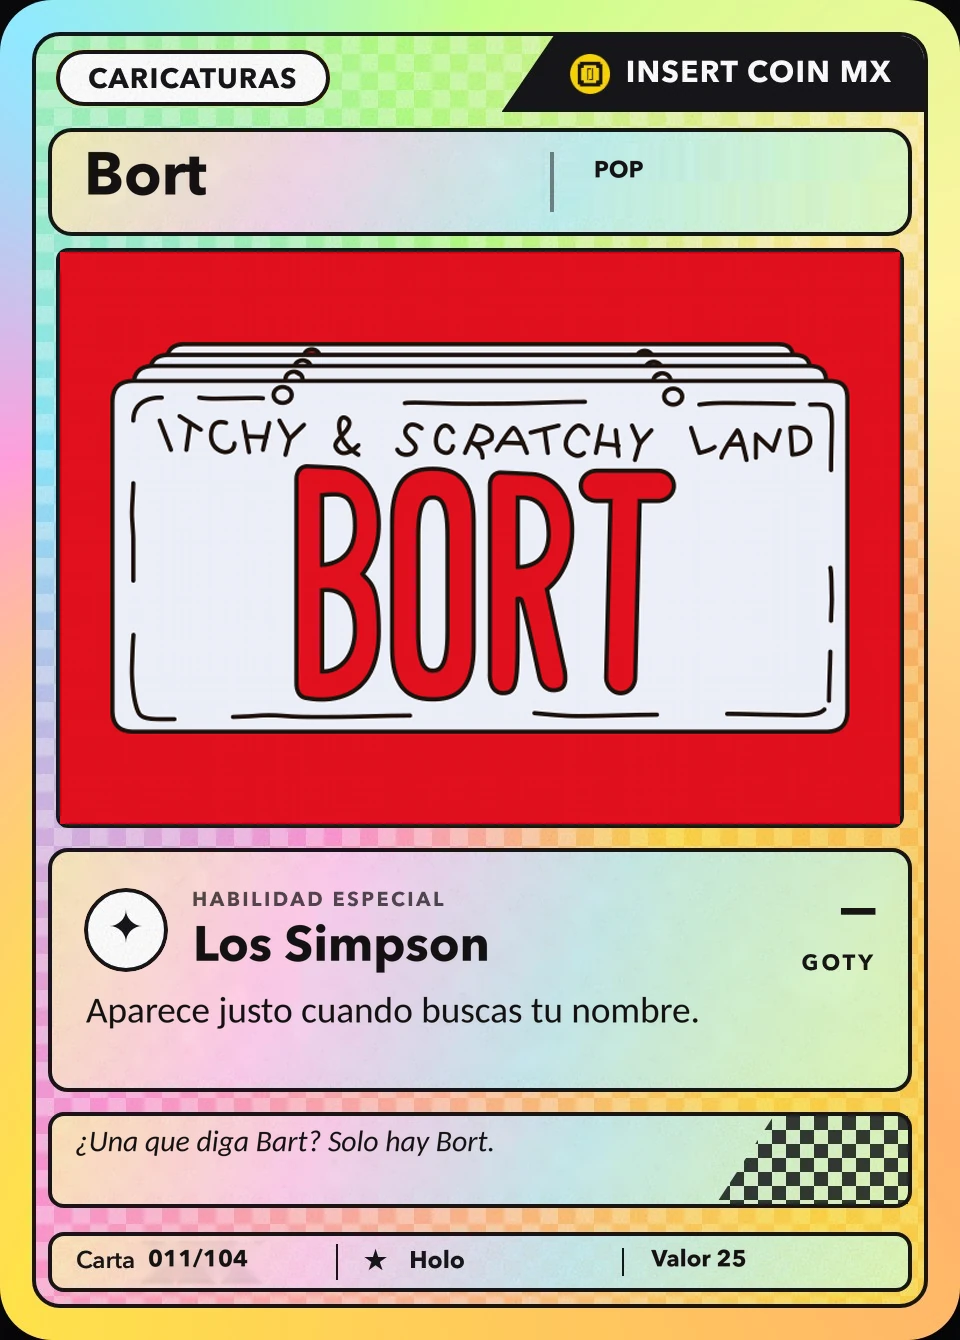 CARICATURAS
INSERT COIN MX
Bort
POP
ITCHY & SCRATCHY LAND
BORT
HABILIDAD ESPECIAL
Los Simpson
GOTY
Aparece justo cuando buscas tu nombre.
¿Una que diga Bart? Solo hay Bort.
Carta 011/104
★ Holo
Valor 25